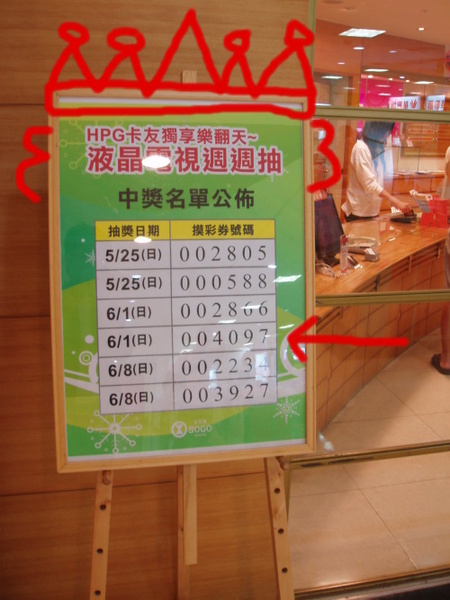 HPG卡友獨享樂翻天~
液晶電視週週抽
中獎名單公佈
抽獎日期 摸彩券號碼
5/25(日) 002805
5/25(日) 000588
6/1(日) 002866
6/1(日) 004097
6/8(日) 002234
6/8(日) 003927
SOGO